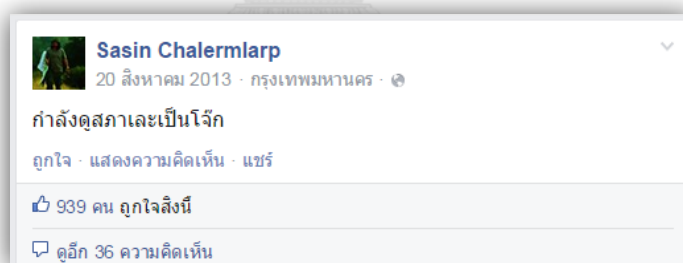 Sasin Chalermlarp
20 สิงหาคม 2013 · กรุงเทพมหานคร ·
กำลังดูสภาเละเป็นโจ๊ก
ถูกใจ · แสดงความคิดเห็น · แชร์
939 คน ถูกใจสิ่งนี้
ดูอีก 36 ความคิดเห็น